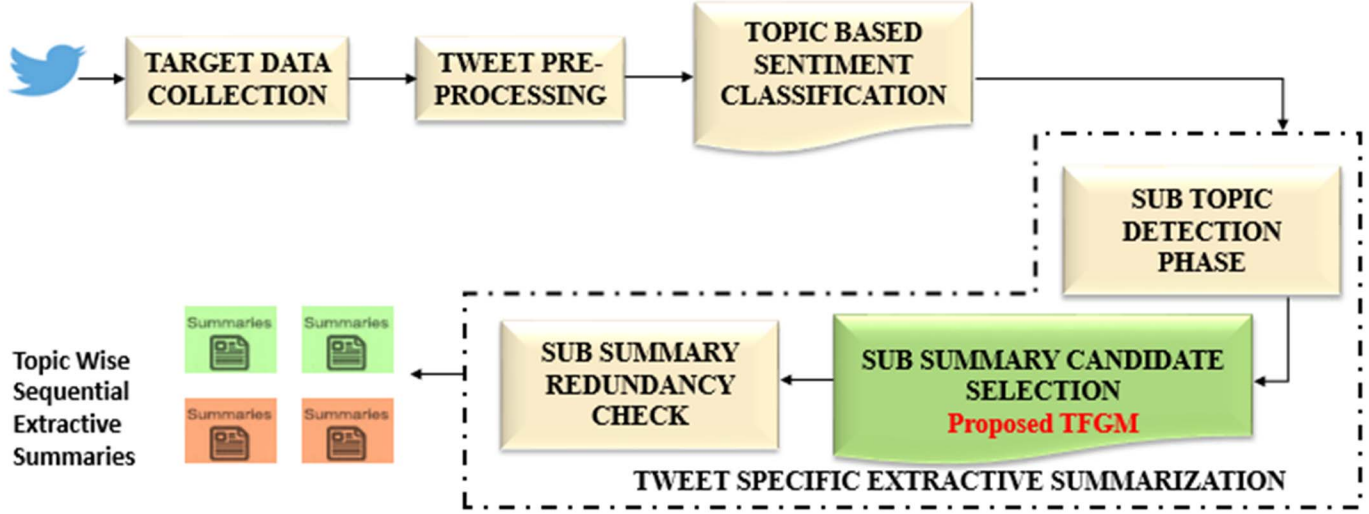 TARGET DATA
COLLECTION
TWEET PRE-
PROCESSING
TOPIC BASED
SENTIMENT
CLASSIFICATION
SUB TOPIC
DETECTION
PHASE
SUB SUMMARY CANDIDATE
SELECTION
Proposed TFGM
SUB SUMMARY
REDUNDANCY
CHECK
TWEET SPECIFIC EXTRACTIVE SUMMARIZATION
Summaries
Summaries
Summaries
Summaries
Topic Wise
Sequential
Extractive
Summaries